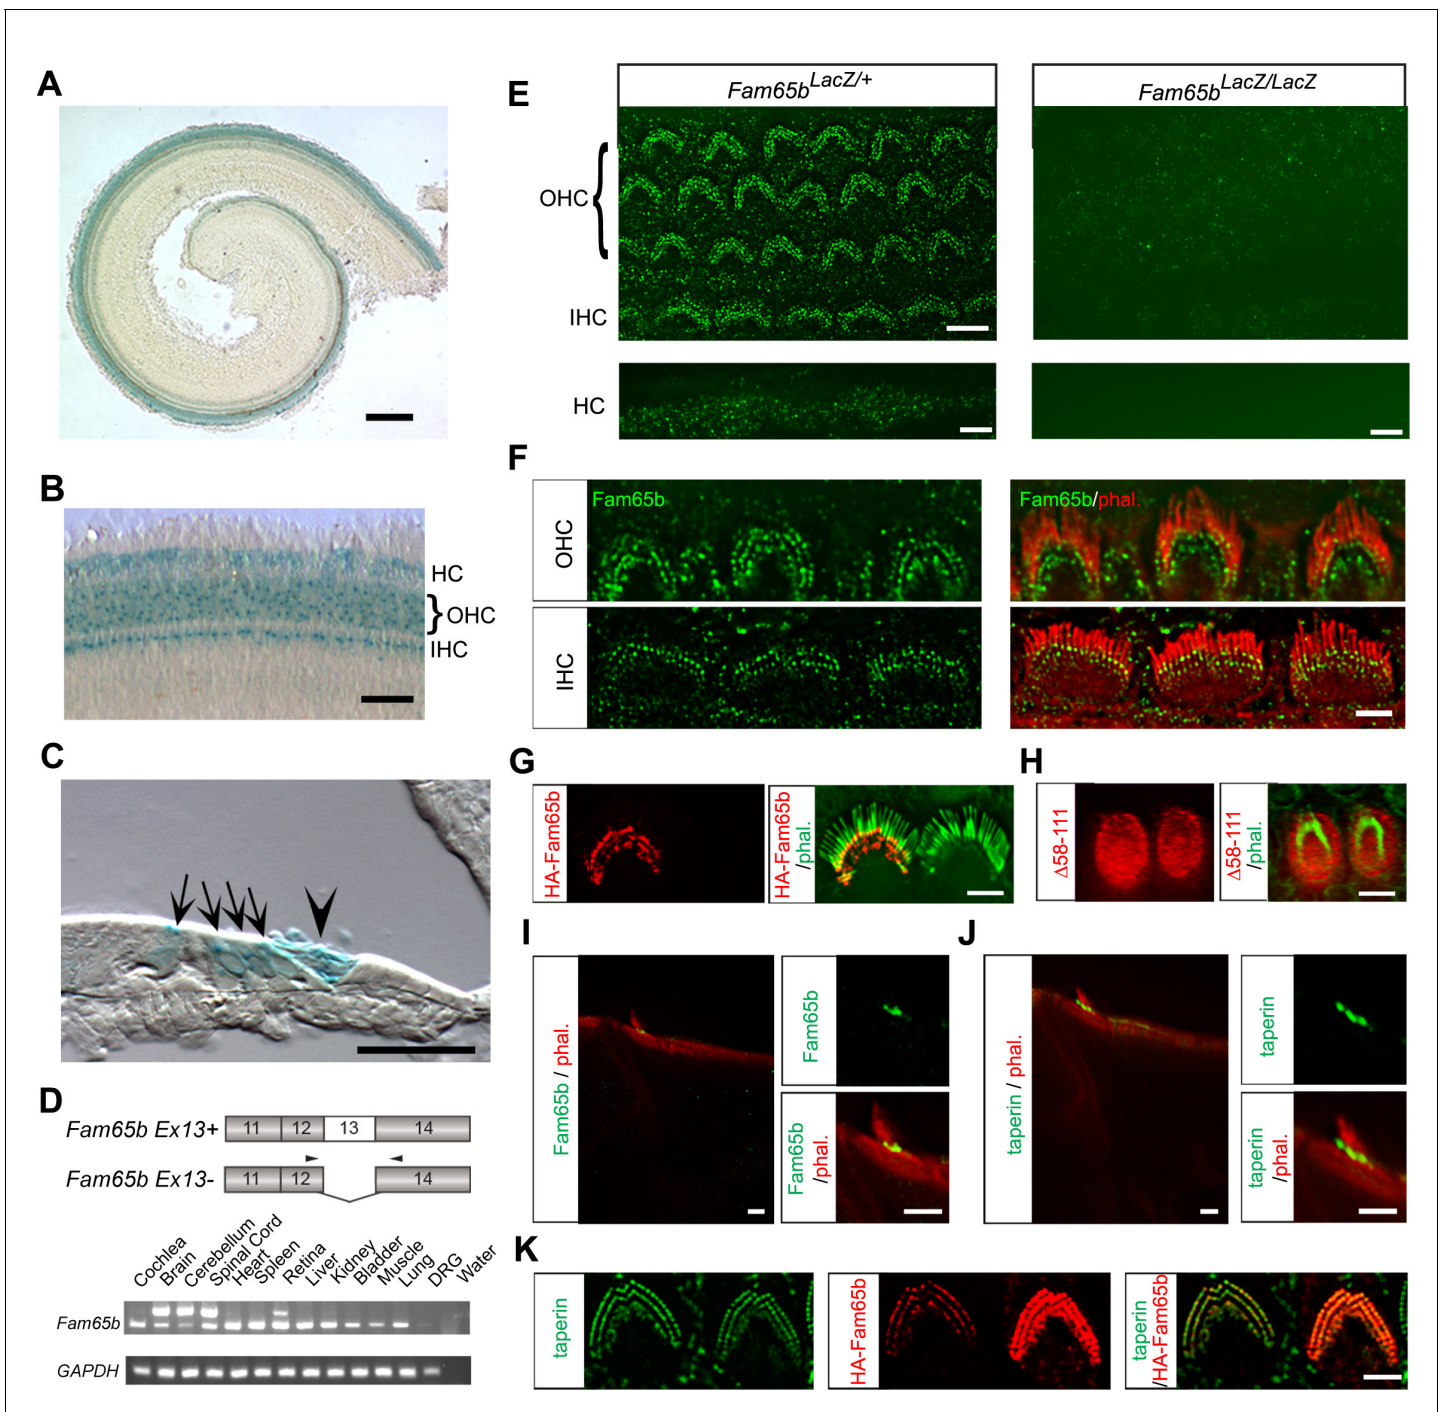 A
B
HC
OHC
IHC
C
D
Fam65b Ex13+
11 12 13 14
Fam65b Ex13-
11 12 14
Cochlea
Brain
Cerebellum
Spinal Cord
Heart
Spleen
Retina
Liver
Kidney
Bladder
Muscle
Lung
DRG
Water
Fam65b
GAPDH
E
Fam65bLacZ/+
Fam65bLacZ/LacZ
OHC
IHC
HC
F
OHC
Fam65b
Fam65b/phal.
IHC
G
HA-Fam65b
HA-Fam65b
/phal.
H
Δ58-111
Δ58-111
/phal.
I
Fam65b / phal.
Fam65b
Fam65b
/phal.
J
taperin / phal.
taperin
taperin
/phal.
K
taperin
HA-Fam65b
taperin
/HA-Fam65b